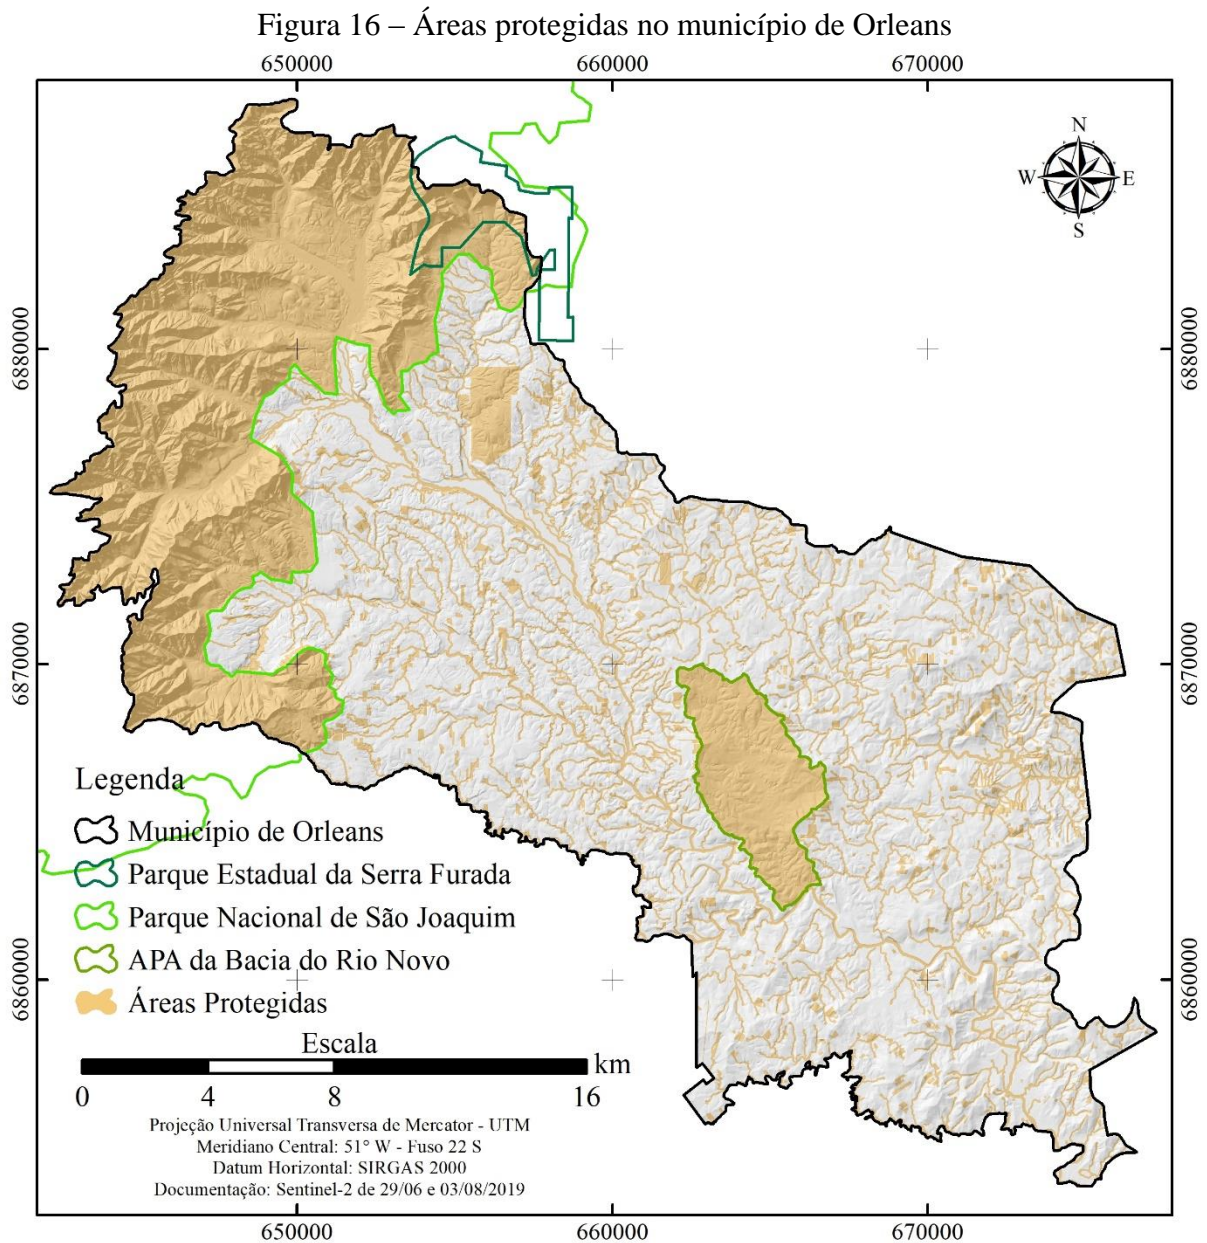 Figura 16 – Áreas protegidas no município de Orleans
650000 660000 670000
N
W E
S
6880000 6880000
6870000 6870000
6860000 6860000
Legenda
Município de Orleans
Parque Estadual da Serra Furada
Parque Nacional de São Joaquim
APA da Bacia do Rio Novo
Áreas Protegidas
Escala
km
0 4 8 16
Projeção Universal Transversa de Mercator - UTM
Meridiano Central: 51° W - Fuso 22 S
Datum Horizontal: SIRGAS 2000
Documentação: Sentinel-2 de 29/06 e 03/08/2019
650000 660000 670000